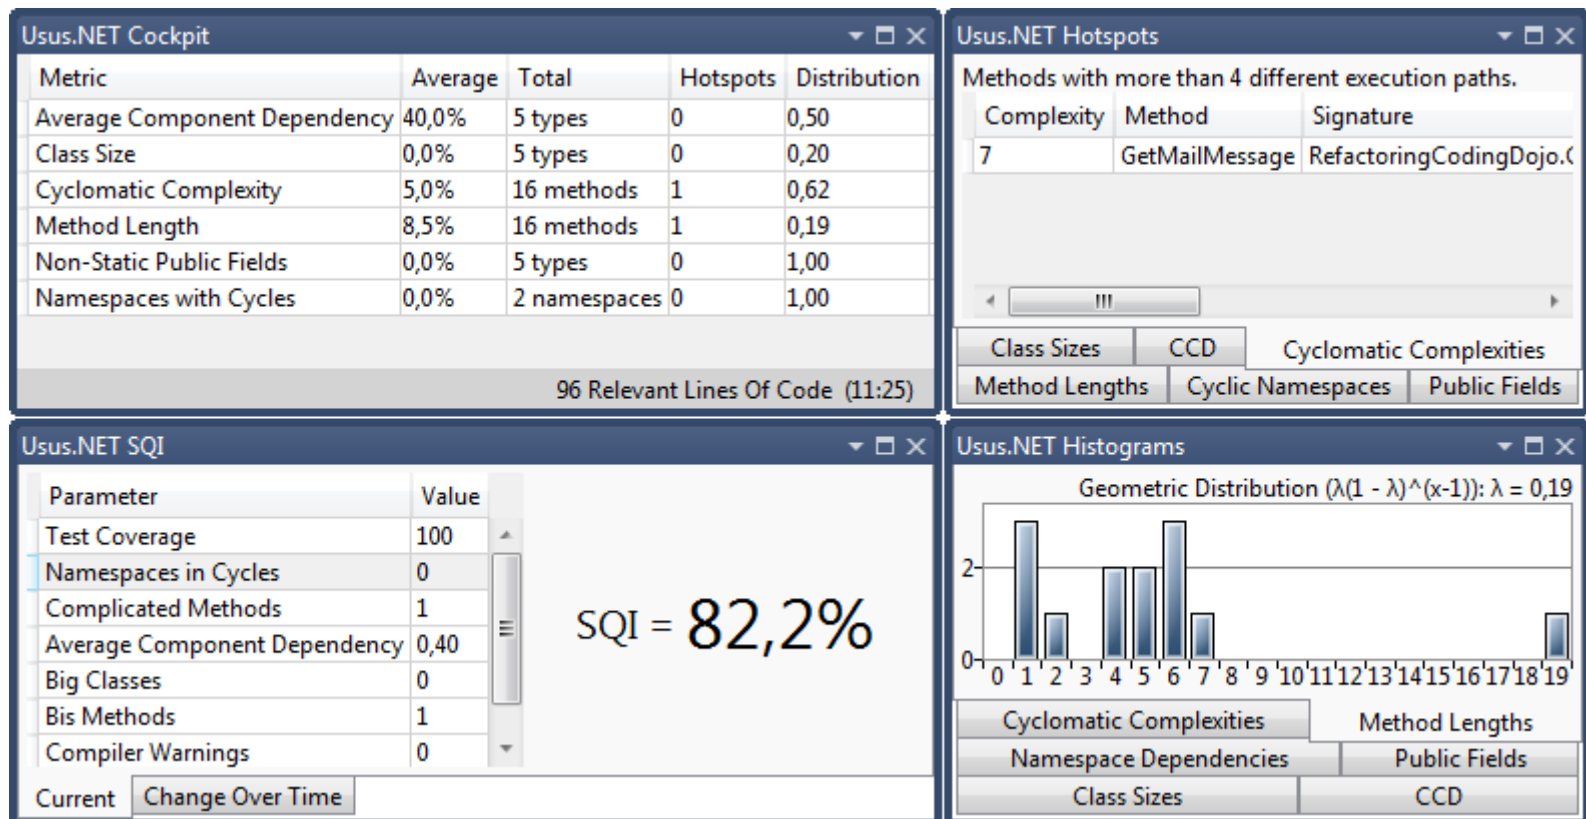 Usus.NET Cockpit
Metric Average Total Hotspots Distribution
Average Component Dependency 40,0% 5 types 0 0,50
Class Size 0,0% 5 types 0 0,20
Cyclomatic Complexity 5,0% 16 methods 1 0,62
Method Length 8,5% 16 methods 1 0,19
Non-Static Public Fields 0,0% 5 types 0 1,00
Namespaces with Cycles 0,0% 2 namespaces 0 1,00
96 Relevant Lines Of Code (11:25)
Usus.NET Hotspots
Methods with more than 4 different execution paths.
Complexity Method Signature
7 GetMailMessage RefactoringCodingDojo.
Class Sizes CCD Cyclomatic Complexities
Method Lengths Cyclic Namespaces Public Fields
Usus.NET SQI
Parameter Value
Test Coverage 100
Namespaces in Cycles 0
Complicated Methods 1
Average Component Dependency 0,40
Big Classes 0
Bis Methods 1
Compiler Warnings 0
SQI = 82,2%
Current Change Over Time
Usus.NET Histograms
Geometric Distribution (λ(1 - λ)^(x-1)): λ = 0,19
2
0
0 1 2 3 4 5 6 7 8 9 10 11 12 13 14 15 16 17 18 19
Cyclomatic Complexities Method Lengths
Namespace Dependencies Public Fields
Class Sizes CCD